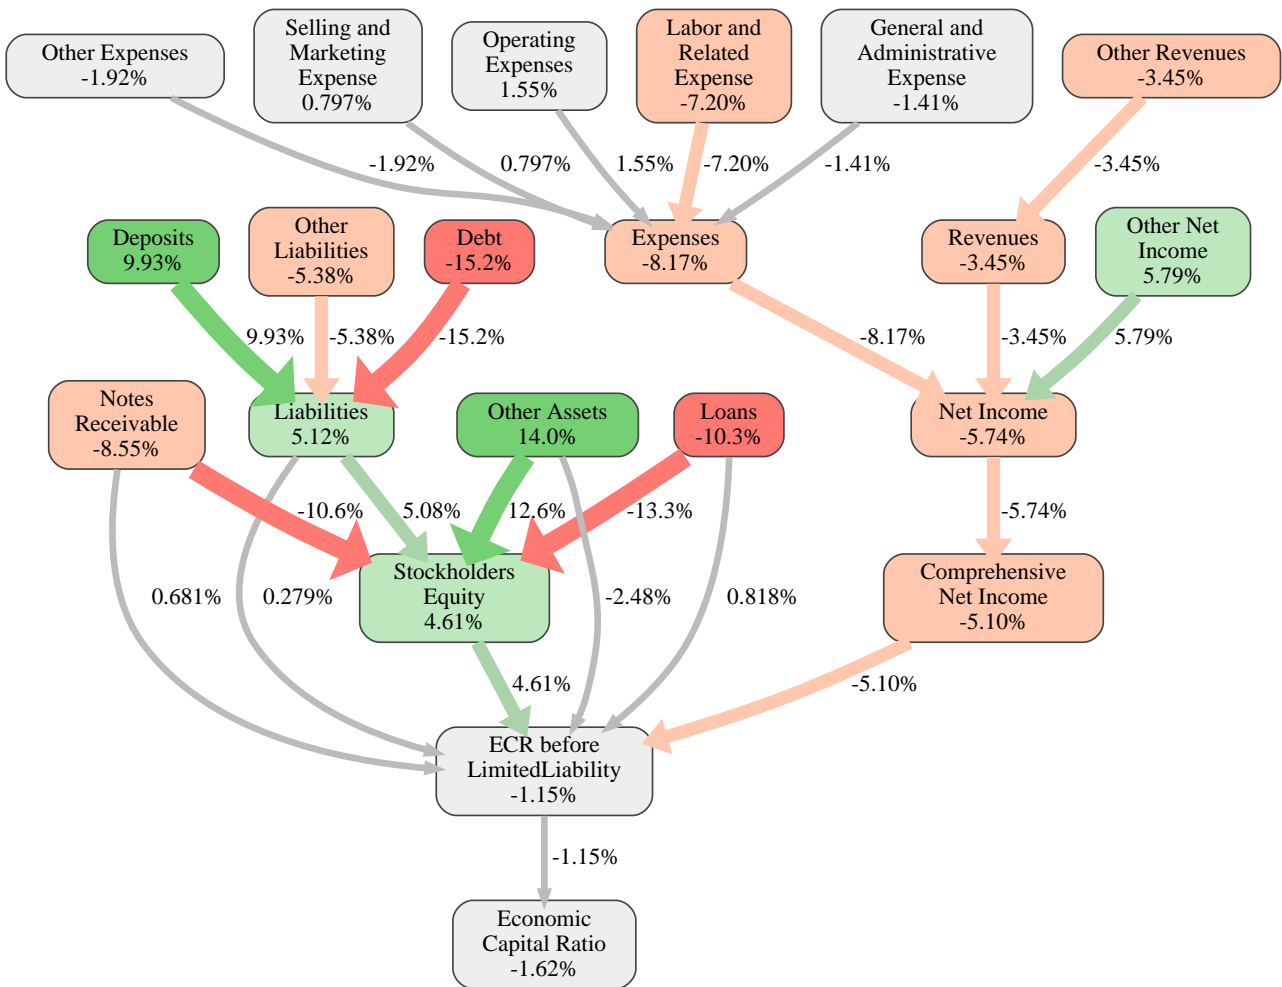 Other Expenses
-1.92%
Selling and
Marketing
Expense
0.797%
Operating
Expenses
1.55%
Labor and
Related
Expense
-7.20%
General and
Administrative
Expense
-1.41%
Other Revenues
-3.45%
-1.92%
0.797%
1.55%
-7.20%
-1.41%
-3.45%
Deposits
9.93%
Other
Liabilities
-5.38%
Debt
-15.2%
Expenses
-8.17%
Revenues
-3.45%
Other Net
Income
5.79%
9.93%
-5.38%
-15.2%
-8.17%
-3.45%
5.79%
Notes
Receivable
-8.55%
Liabilities
5.12%
Other Assets
14.0%
Loans
-10.3%
Net Income
-5.74%
-10.6%
5.08%
12.6%
-13.3%
-5.74%
0.681%
0.279%
Stockholders
Equity
4.61%
-2.48%
0.818%
Comprehensive
Net Income
-5.10%
4.61%
-5.10%
ECR before
LimitedLiability
-1.15%
-1.15%
Economic
Capital Ratio
-1.62%